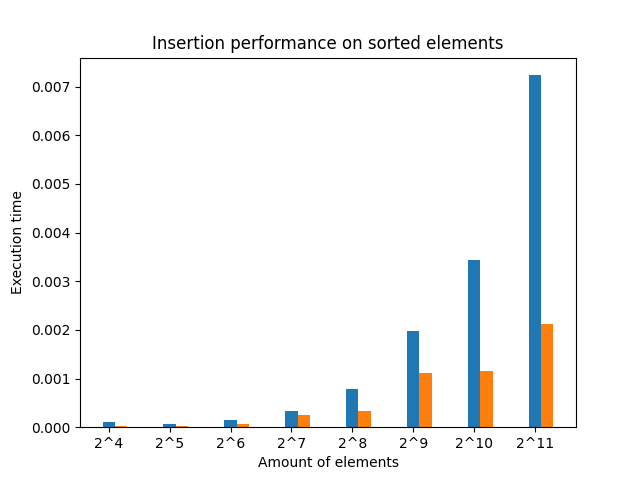 Insertion performance on sorted elements
Execution time
0.007
0.006
0.005
0.004
0.003
0.002
0.001
0.000
2^4 2^5 2^6 2^7 2^8 2^9 2^10 2^11
Amount of elements